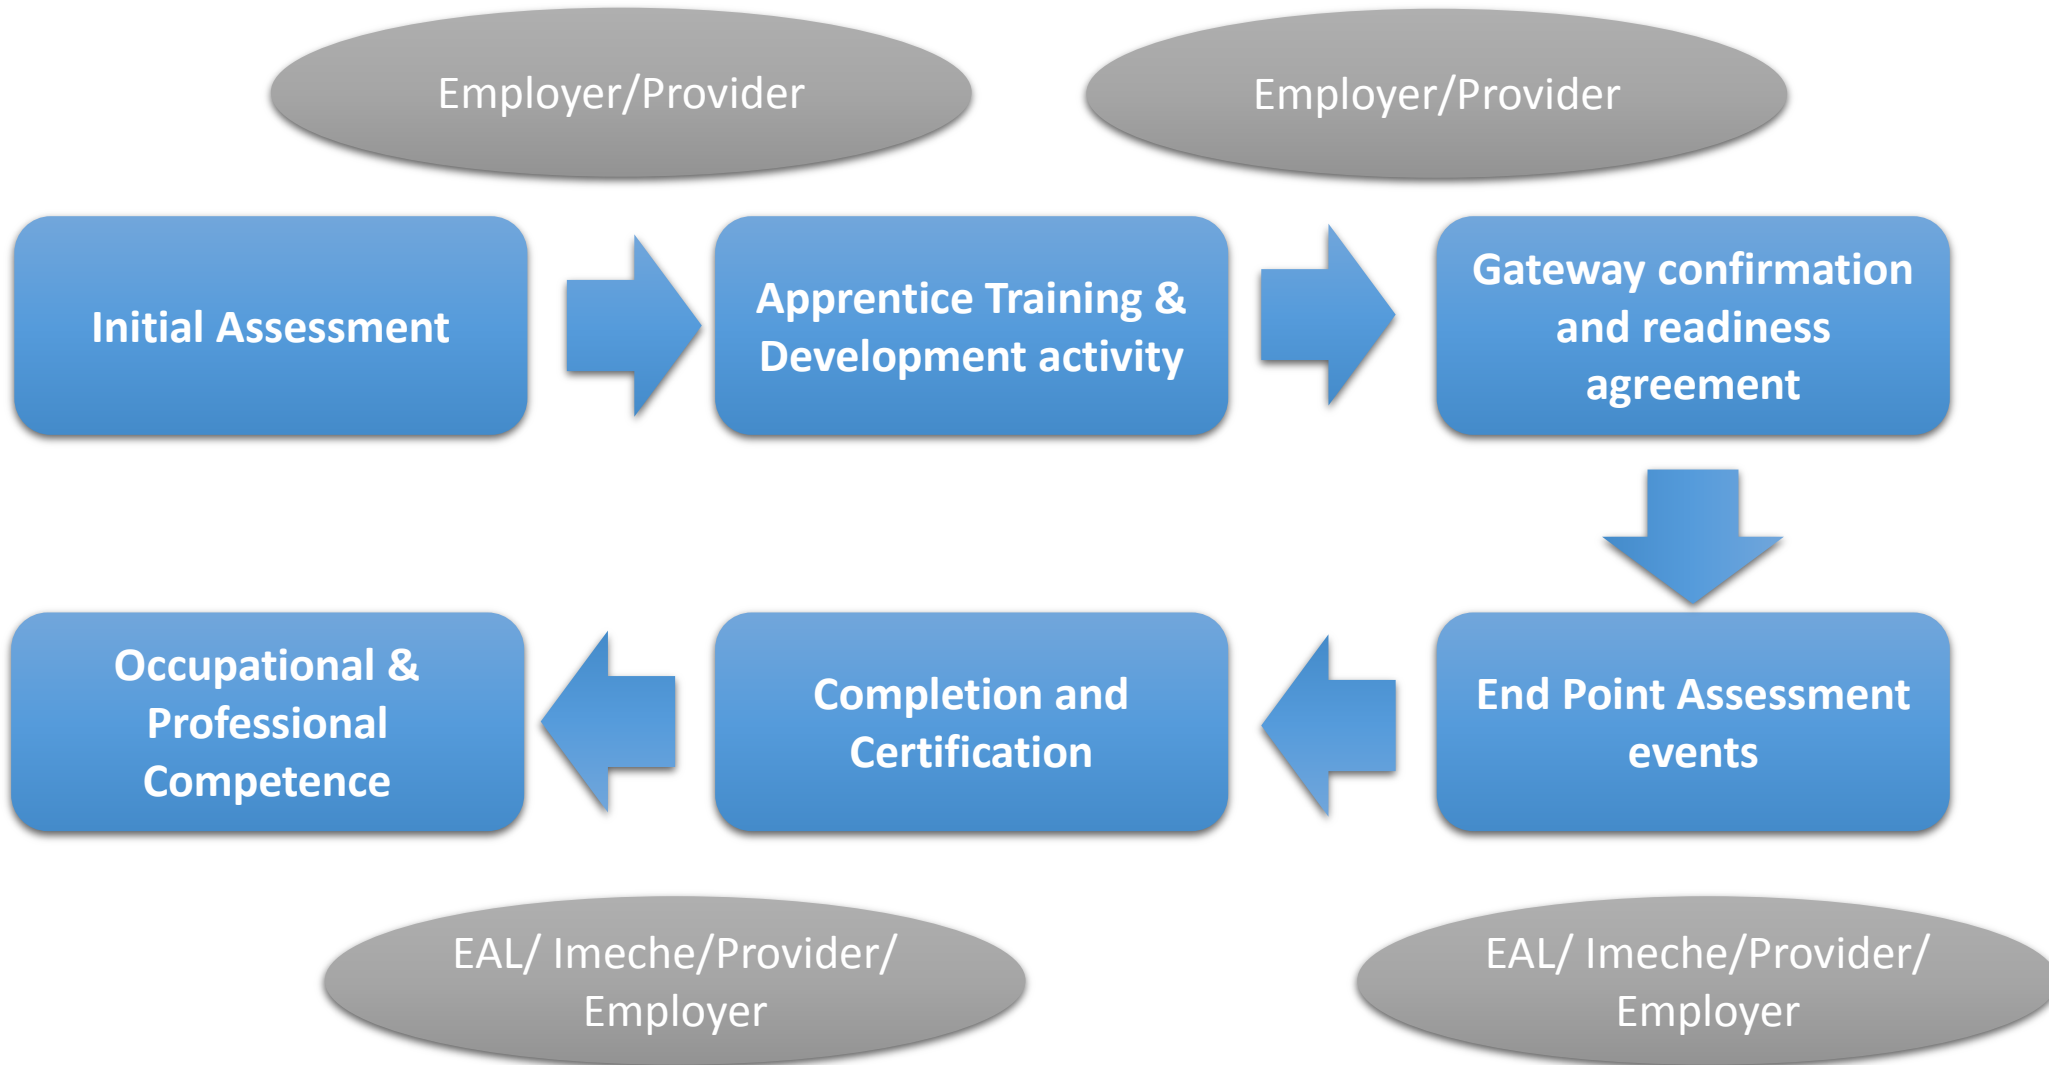 Employer/Provider
Employer/Provider
Initial Assessment
Apprentice Training &
Development activity
Gateway confirmation
and readiness
agreement
Occupational &
Professional
Competence
Completion and
Certification
End Point Assessment
events
EAL/ Imeche/Provider/
Employer
EAL/ Imeche/Provider/
Employer